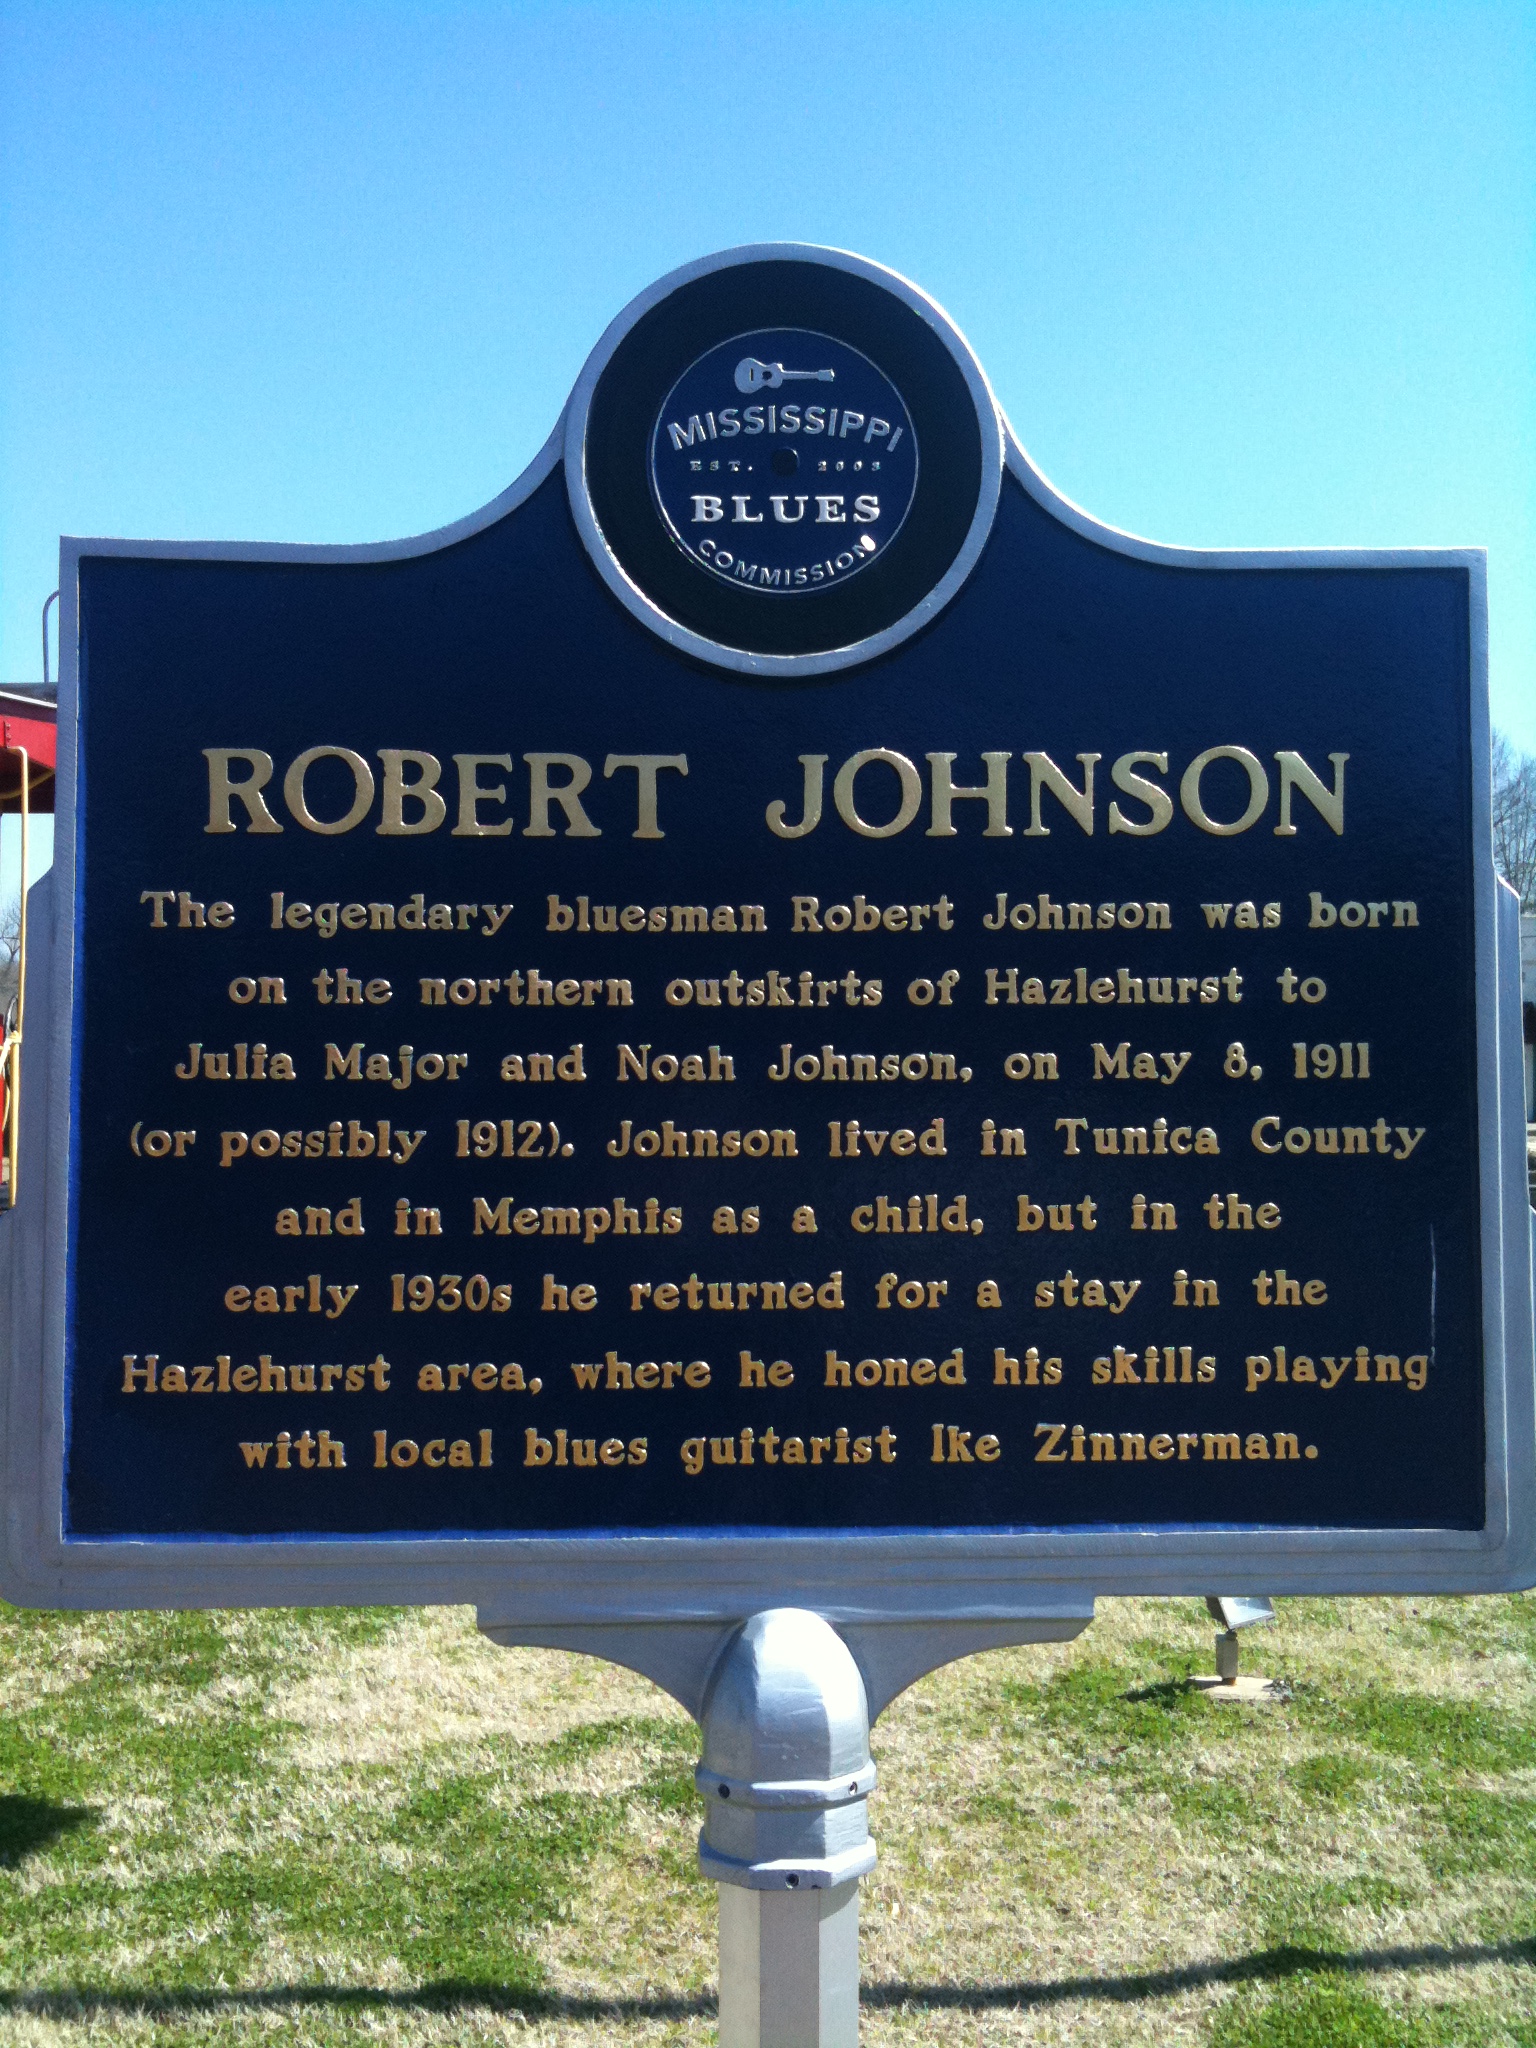 MISSISSIPPI
EST. 2003
BLUES
COMMISSION
ROBERT JOHNSON
The legendary bluesman Robert Johnson was born
on the northern outskirts of Hazlehurst to
Julia Major and Noah Johnson, on May 8, 1911
(or possibly 1912). Johnson lived in Tunica County
and in Memphis as a child, but in the
early 1930s he returned for a stay in the
Hazlehurst area, where he honed his skills playing
with local blues guitarist Ike Zinnerman.